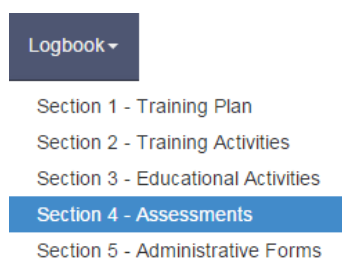 Logbook
Section 1 - Training Plan
Section 2 - Training Activities
Section 3 - Educational Activities
Section 4 - Assessments
Section 5 - Administrative Forms